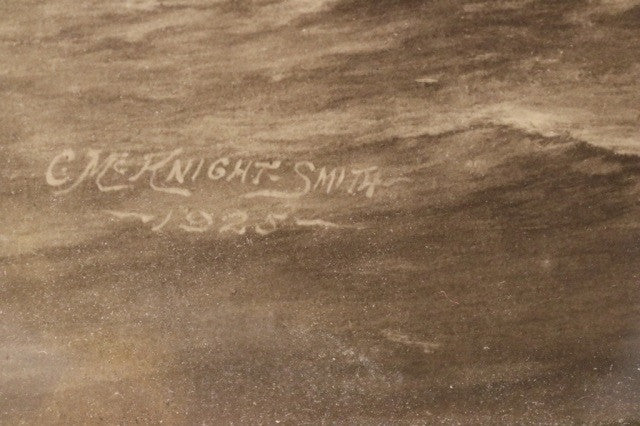 C. McKNIGHT. SMITH
~1925~